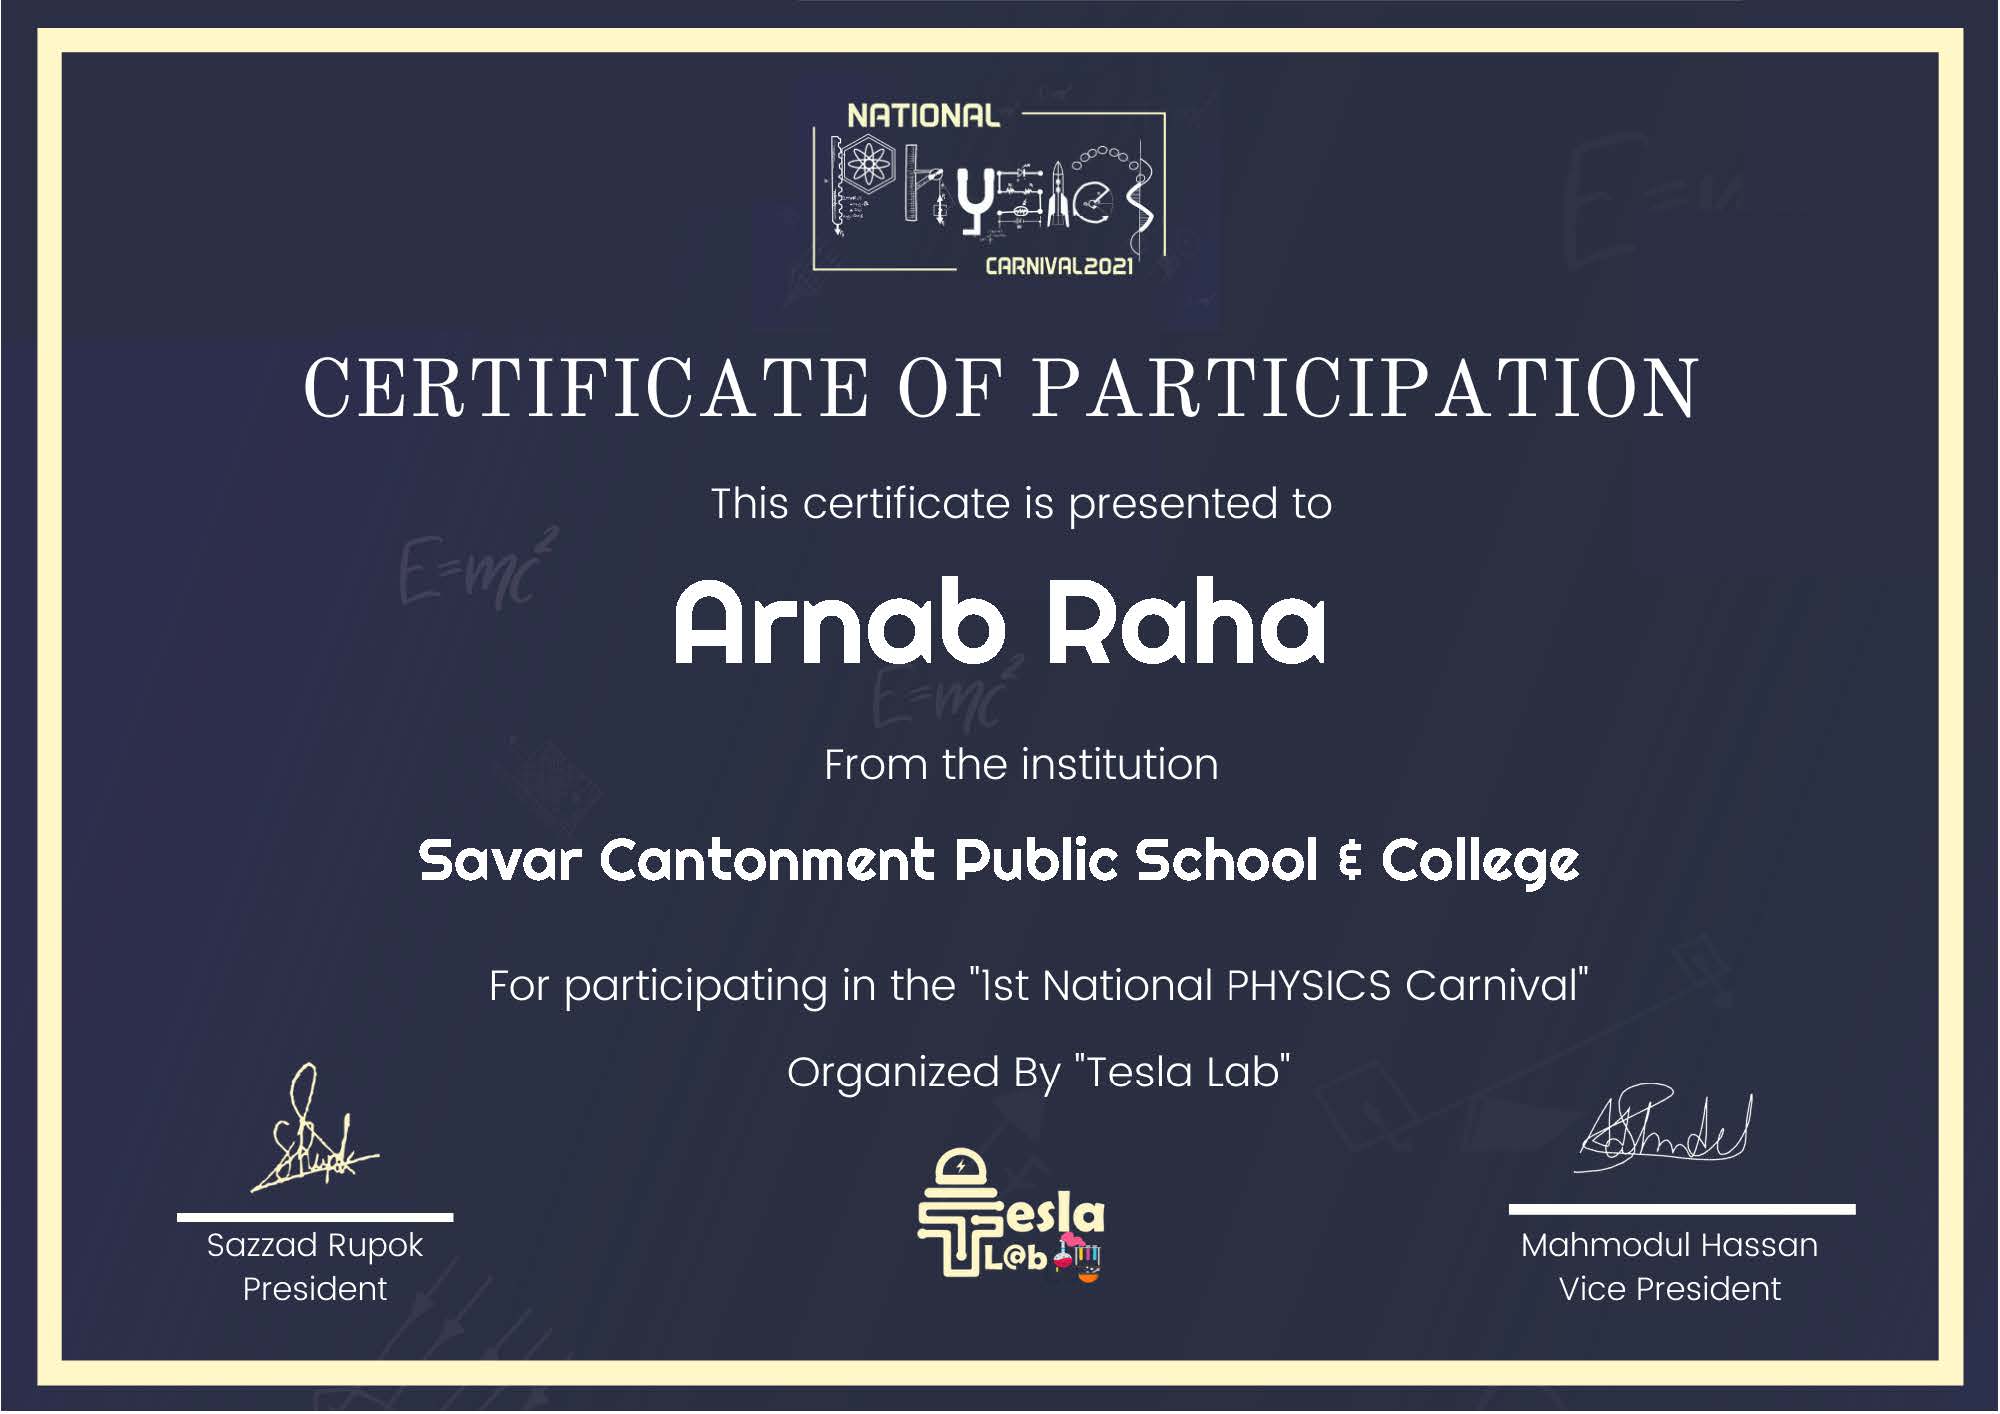 NATIONAL
Physics
CARNIVAL2021
E=m
CERTIFICATE OF PARTICIPATION
This certificate is presented to
E=mc²
Arnab Raha
E=mc²
From the institution
Savar Cantonment Public School & College
For participating in the "1st National PHYSICS Carnival"
Organized By "Tesla Lab"
Tesla
L@b
Sazzad Rupok
President
Mahmodul Hassan
Vice President